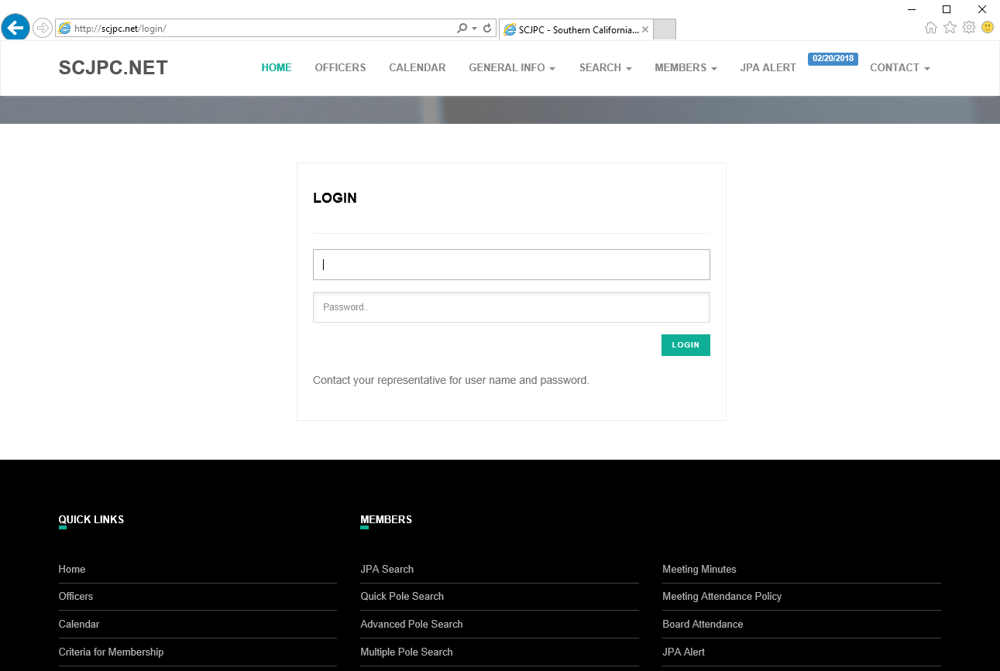 http://scjpc.net/login/
SCJPC - Southern California...
SCJPC.NET
HOME
OFFICERS
CALENDAR
GENERAL INFO
SEARCH
MEMBERS
JPA ALERT
02/20/2018
CONTACT
LOGIN
Password..
LOGIN
Contact your representative for user name and password.
QUICK LINKS
Home
Officers
Calendar
Criteria for Membership
MEMBERS
JPA Search
Quick Pole Search
Advanced Pole Search
Multiple Pole Search
Meeting Minutes
Meeting Attendance Policy
Board Attendance
JPA Alert